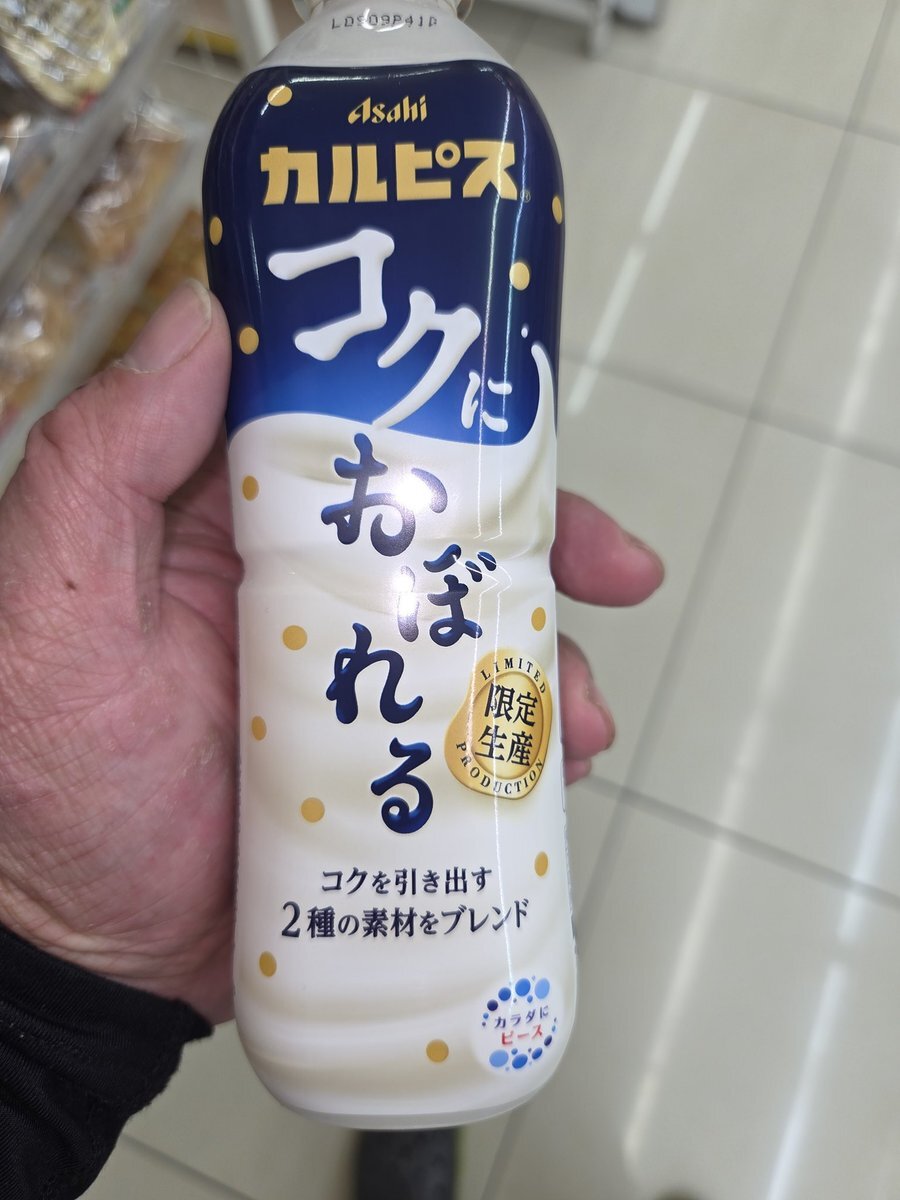 LDS09P41D
Asahi
カルピス®
コクに
おぼれる
LIMITED
限定
生産
PRODUCTION
コクを引き出す
2種の素材をブレンド
カラダに
ピース